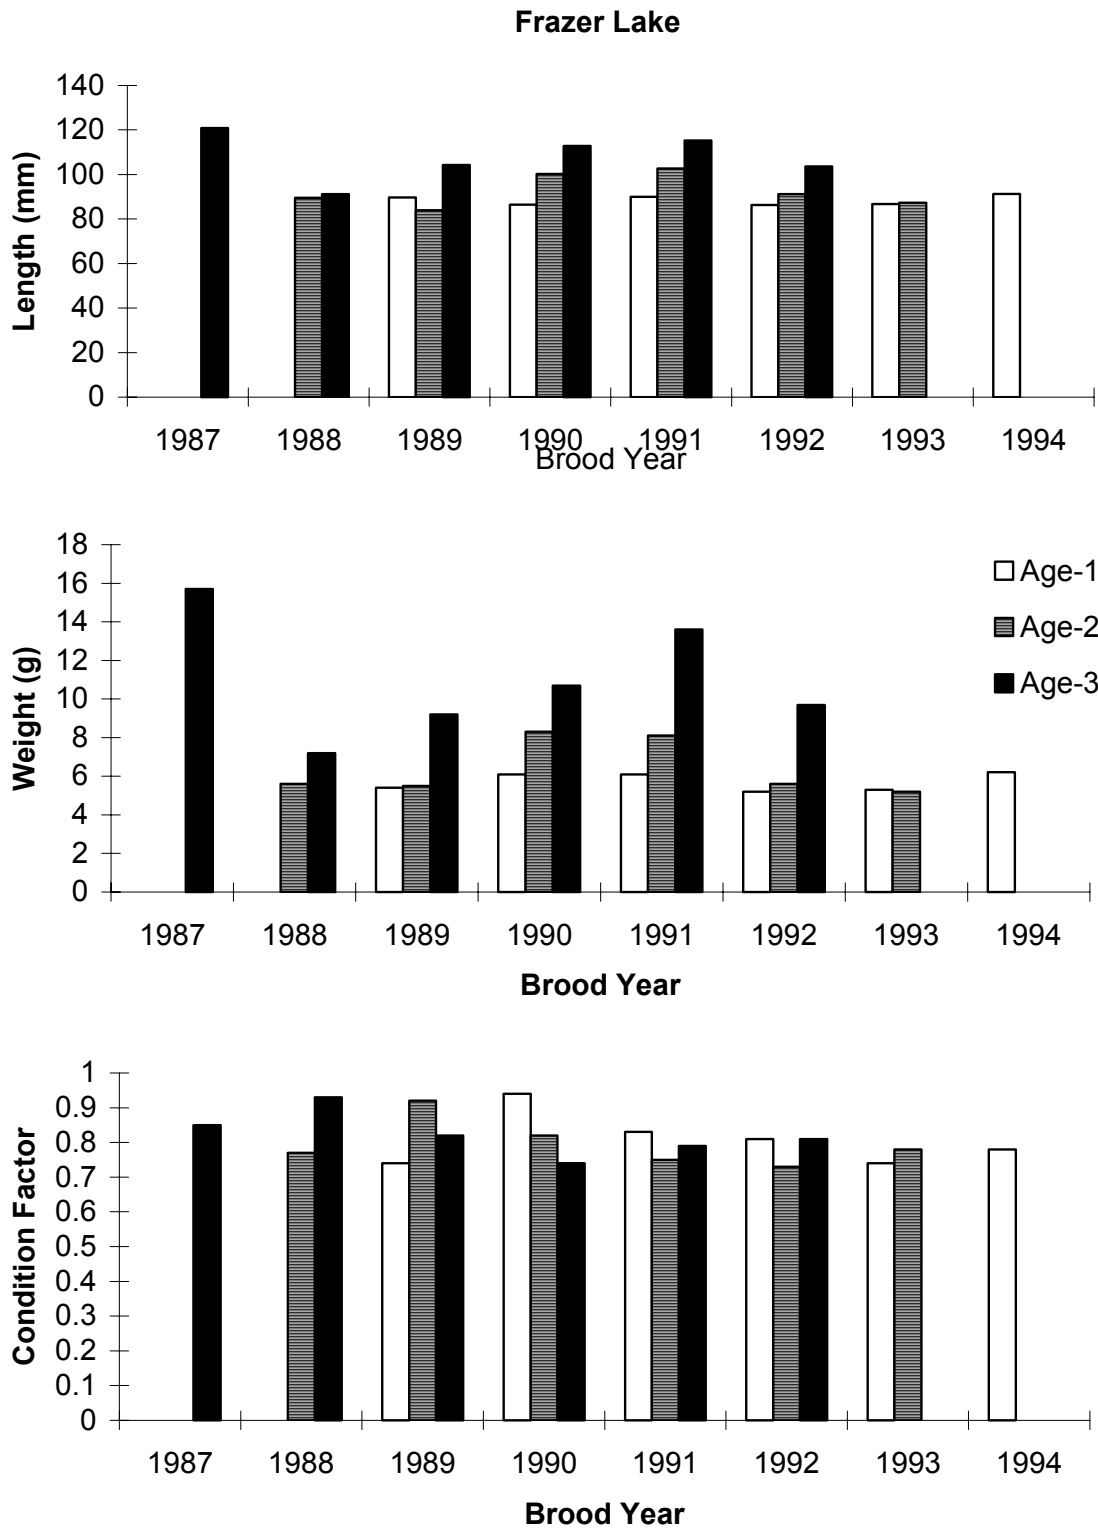 Frazer Lake
140
120
100
80
60
40
20
0
Length (mm)
1987 1988 1989 1990 1991 1992 1993 1994
Brood Year
18
16
14
12
10
8
6
4
2
0
Weight (g)
Age-1
Age-2
Age-3
1987 1988 1989 1990 1991 1992 1993 1994
Brood Year
1
0.9
0.8
0.7
0.6
0.5
0.4
0.3
0.2
0.1
0
Condition Factor
1987 1988 1989 1990 1991 1992 1993 1994
Brood Year